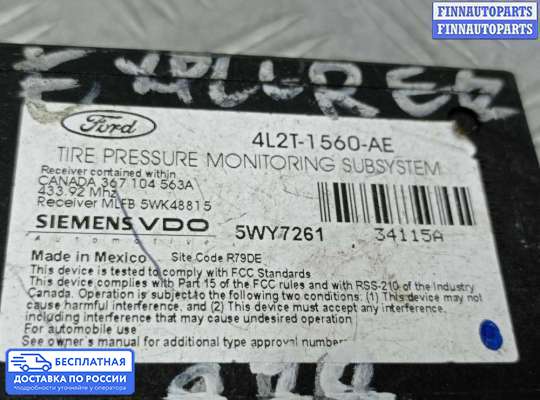 FINNAUTOPARTS
FINNAUTOPARTS
EXPLLRER
Ford
4L2T-1560-AE
TIRE PRESSURE MONITORING SUBSYSTEM
Receiver contained within
CANADA 367 104 563A
433.92 Mhz
Receiver MLFB 5WK48815
SIEMENS VDO
Automotive
5WY7261
34115A
Made in Mexico
Site Code R79DE
This device is tested to comply with FCC Standards
This device complies with Part 15 of the FCC rules and with RSS-210 of the Industry
Canada. Operation is subject to the following two conditions: (1) This device may not
cause harmful interference, and (2) This device must accept any interference,
including interference that may cause undesired operation.
For automobile use
See owner's manual for additional type approval number
БЕСПЛАТНАЯ
ДОСТАВКА ПО РОССИИ
подробности уточняйте у оператора